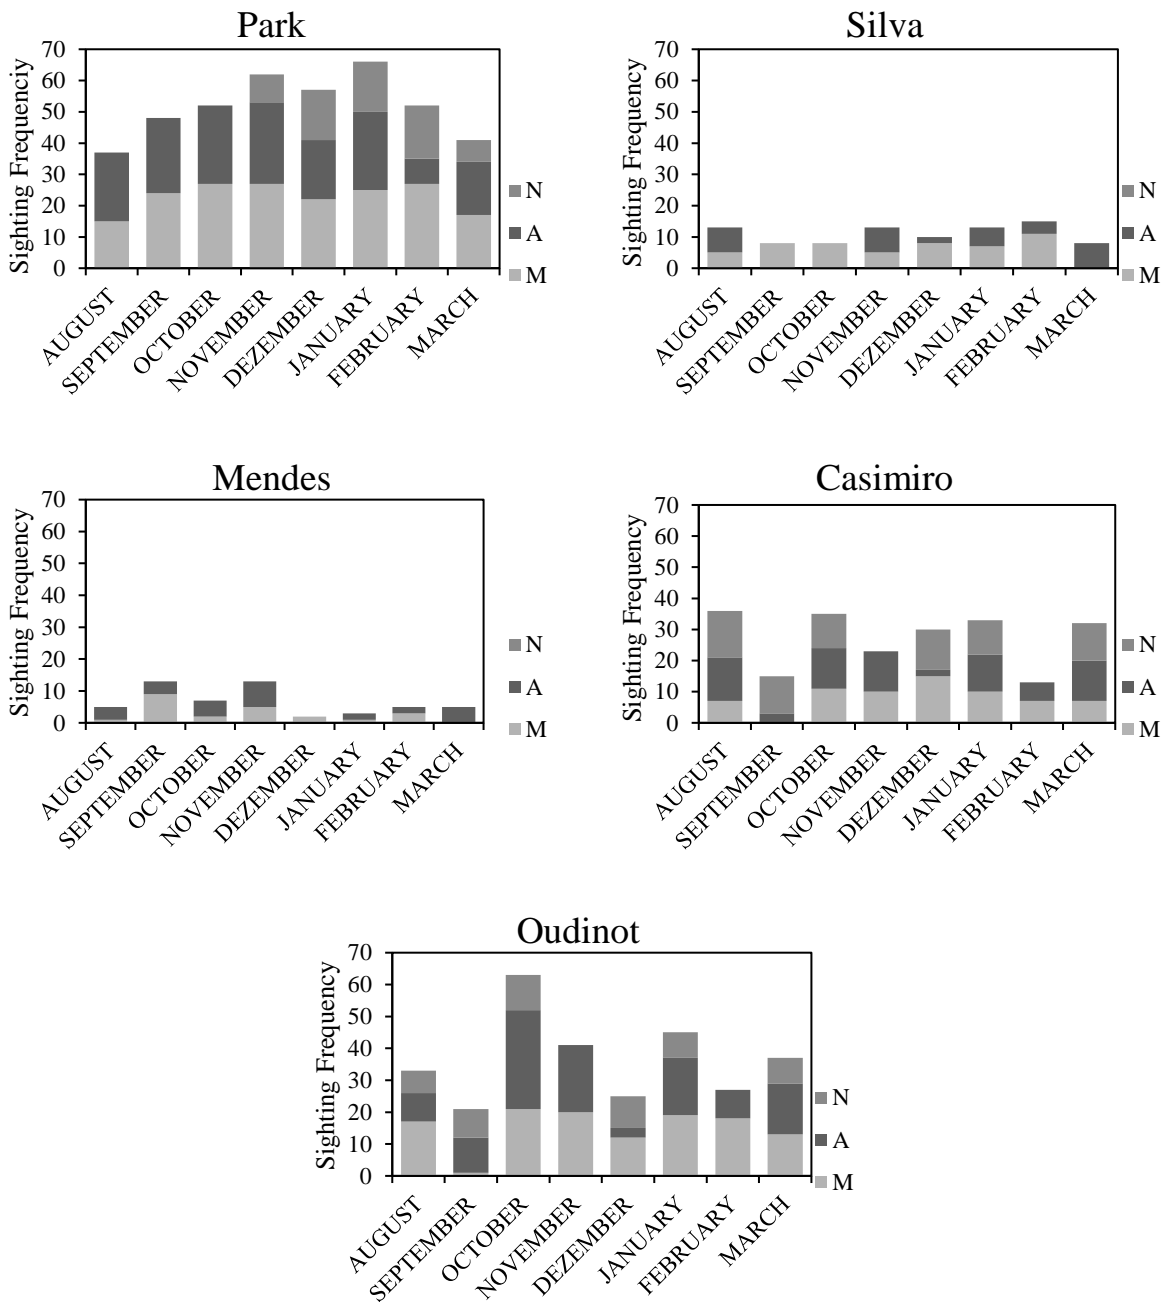 Park
Sighting Frequenciy
70
60
50
40
30
20
10
0
AUGUST
SEPTEMBER
OCTOBER
NOVEMBER
DEZEMBER
JANUARY
FEBRUARY
MARCH
N
A
M
Silva
Sighting Frequency
70
60
50
40
30
20
10
0
AUGUST
SEPTEMBER
OCTOBER
NOVEMBER
DEZEMBER
JANUARY
FEBRUARY
MARCH
N
A
M
Mendes
Sighting Frequency
70
60
50
40
30
20
10
0
AUGUST
SEPTEMBER
OCTOBER
NOVEMBER
DEZEMBER
JANUARY
FEBRUARY
MARCH
N
A
M
Casimiro
Sighting Frequency
70
60
50
40
30
20
10
0
AUGUST
SEPTEMBER
OCTOBER
NOVEMBER
DEZEMBER
JANUARY
FEBRUARY
MARCH
N
A
M
Oudinot
Sighting Frequency
70
60
50
40
30
20
10
0
AUGUST
SEPTEMBER
OCTOBER
NOVEMBER
DEZEMBER
JANUARY
FEBRUARY
MARCH
N
A
M